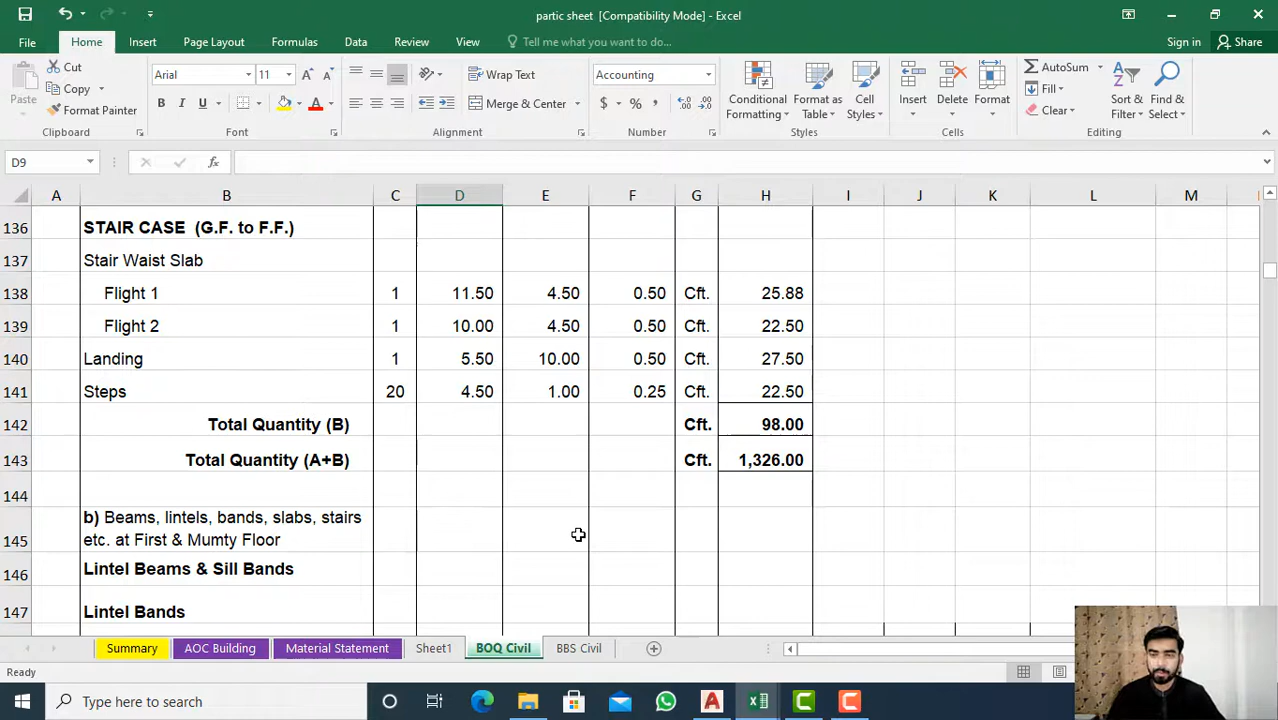 partic sheet [Compatibility Mode] - Excel
File Home Insert Page Layout Formulas Data Review View Tell me what you want to do... Sign in Share
Paste Cut Copy Format Painter Clipboard
Arial 11 B I U A A A Font
Wrap Text Merge & Center Alignment
Accounting $ % , Number
Conditional Formatting Format as Table Cell Styles Styles
Insert Delete Format Cells
AutoSum Fill Clear Sort & Filter Find & Select Editing
D9 fx
A B C D E F G H I J K L M
136 STAIR CASE (G.F. to F.F.)
137 Stair Waist Slab
138 Flight 1 1 11.50 4.50 0.50 Cft. 25.88
139 Flight 2 1 10.00 4.50 0.50 Cft. 22.50
140 Landing 1 5.50 10.00 0.50 Cft. 27.50
141 Steps 20 4.50 1.00 0.25 Cft. 22.50
142 Total Quantity (B) Cft. 98.00
143 Total Quantity (A+B) Cft. 1,326.00
144
145 b) Beams, lintels, bands, slabs, stairs
etc. at First & Mumty Floor
146 Lintel Beams & Sill Bands
147 Lintel Bands
Summary AOC Building Material Statement Sheet1 BOQ Civil BBS Civil
Ready
Type here to search